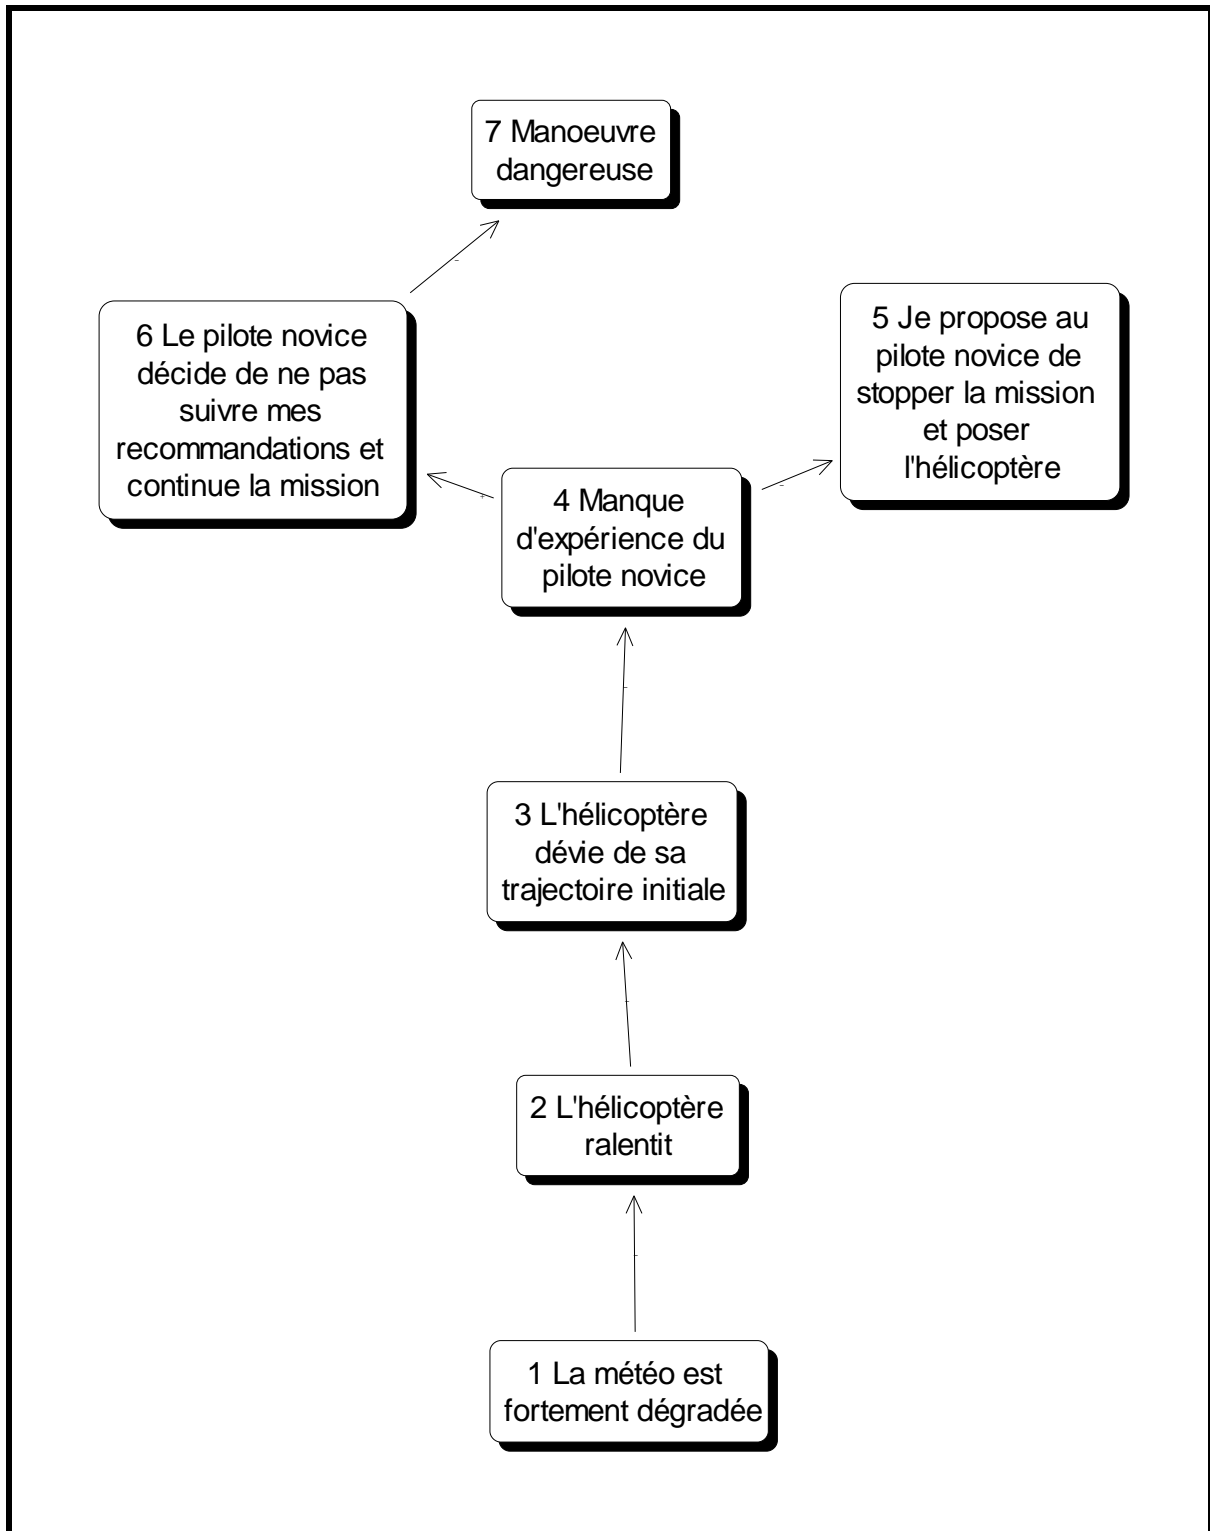 7 Manoeuvre
dangereuse
5 Je propose au
pilote novice de
stopper la mission
et poser
l'hélicoptère
6 Le pilote novice
décide de ne pas
suivre mes
recommandations et
continue la mission
4 Manque
d'expérience du
pilote novice
3 L'hélicoptère
dévie de sa
trajectoire initiale
2 L'hélicoptère
ralentit
1 La météo est
fortement dégradée